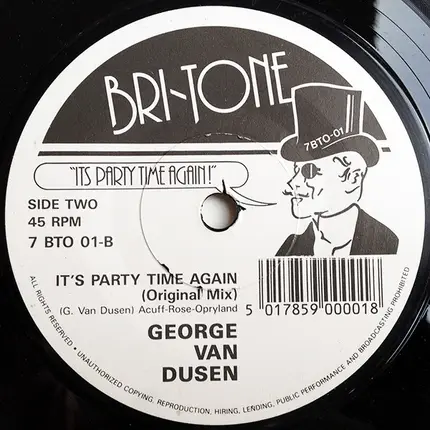 BRI-TONE
7BTO-01
"ITS PARTY TIME AGAIN!"
SIDE TWO
45 RPM
7 BTO 01-B
IT'S PARTY TIME AGAIN
(Original Mix)
(G. Van Dusen) Acuff-Rose-Opryland
GEORGE
VAN
DUSEN
5 017859 000018
ALL RIGHTS RESERVED • UNAUTHORIZED COPYING, REPRODUCTION, HIRING, LENDING, PUBLIC PERFORMANCE AND BROADCASTING PROHIBITED